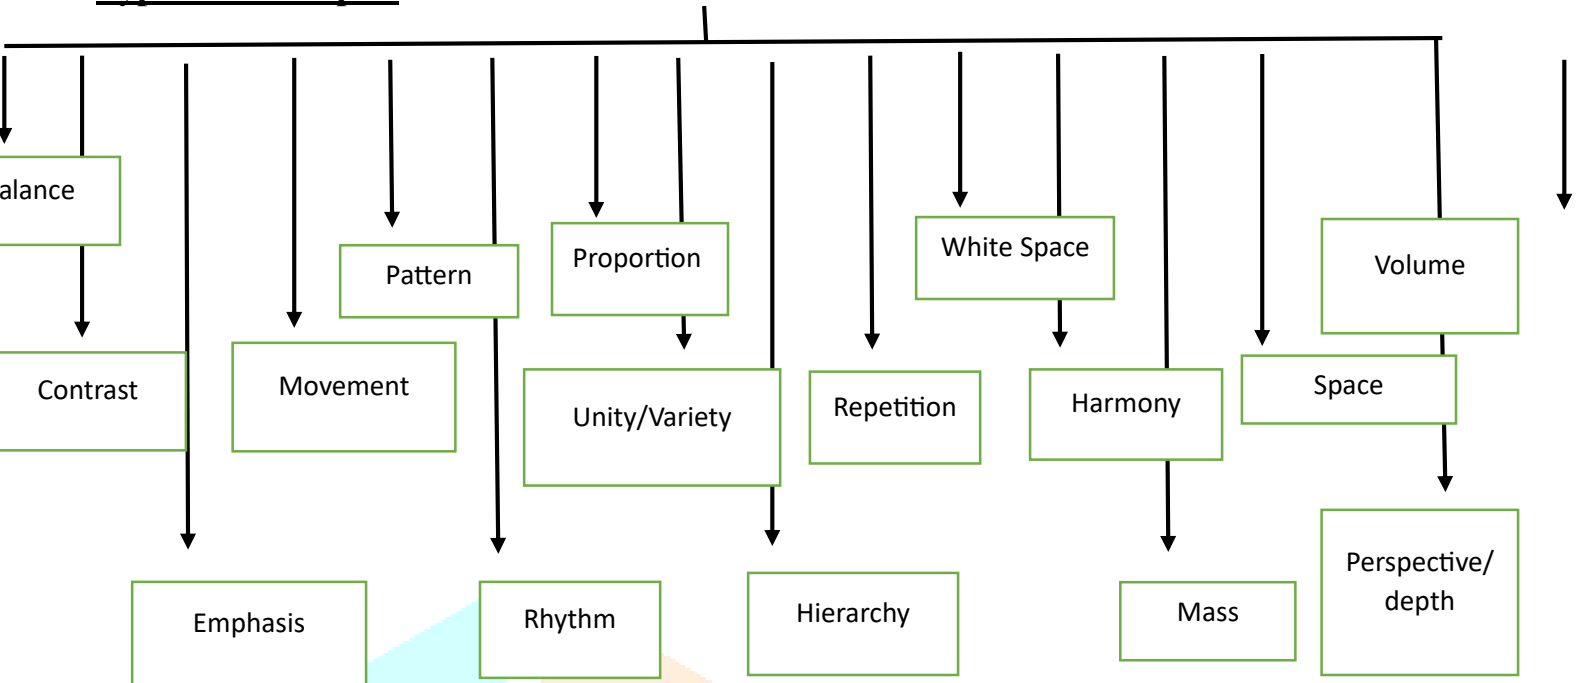 alance
White Space
Proportion
Volume
Pattern
Contrast
Movement
Unity/Variety
Repetition
Harmony
Space
Perspective/
depth
Emphasis
Rhythm
Hierarchy
Mass